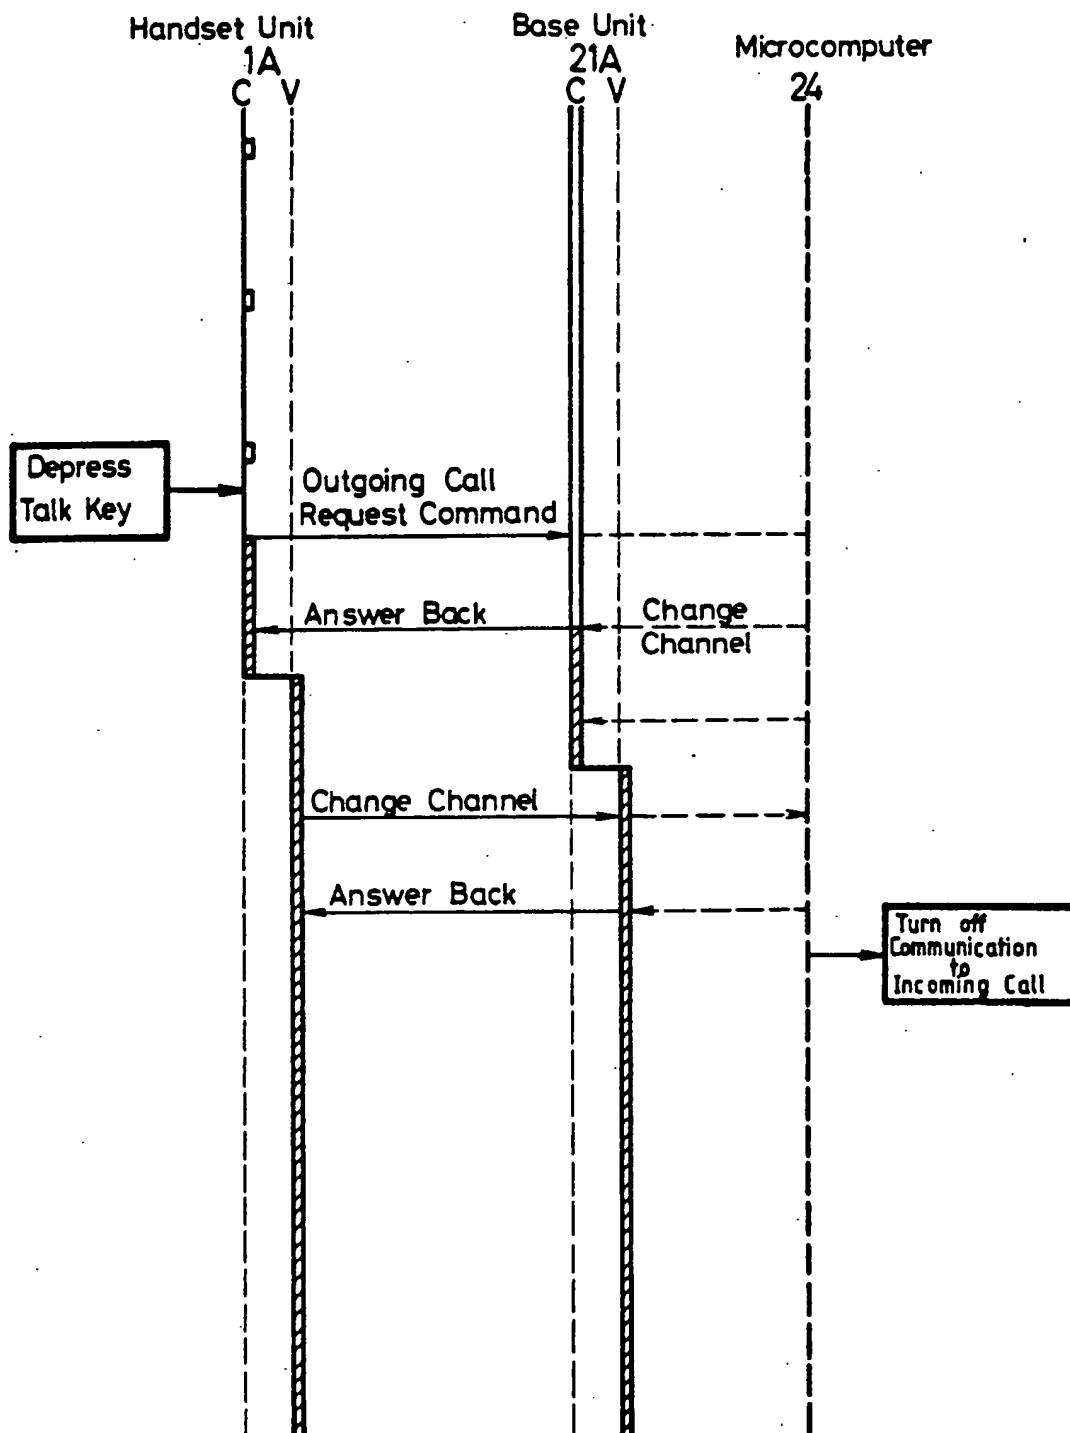 Handset Unit
1A
C V
Base Unit
21A
C V
Microcomputer
24
Depress
Talk Key
Outgoing Call
Request Command
Answer Back
Change
Channel
Change Channel
Answer Back
Turn off
Communication
to
Incoming Call